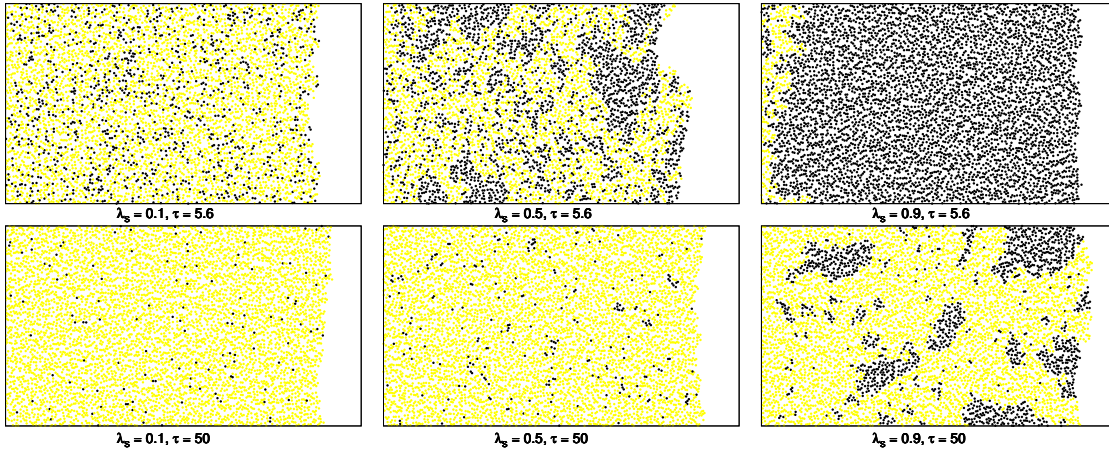 λs = 0.1, τ = 5.6
λs = 0.5, τ = 5.6
λs = 0.9, τ = 5.6
λs = 0.1, τ = 50
λs = 0.5, τ = 50
λs = 0.9, τ = 50